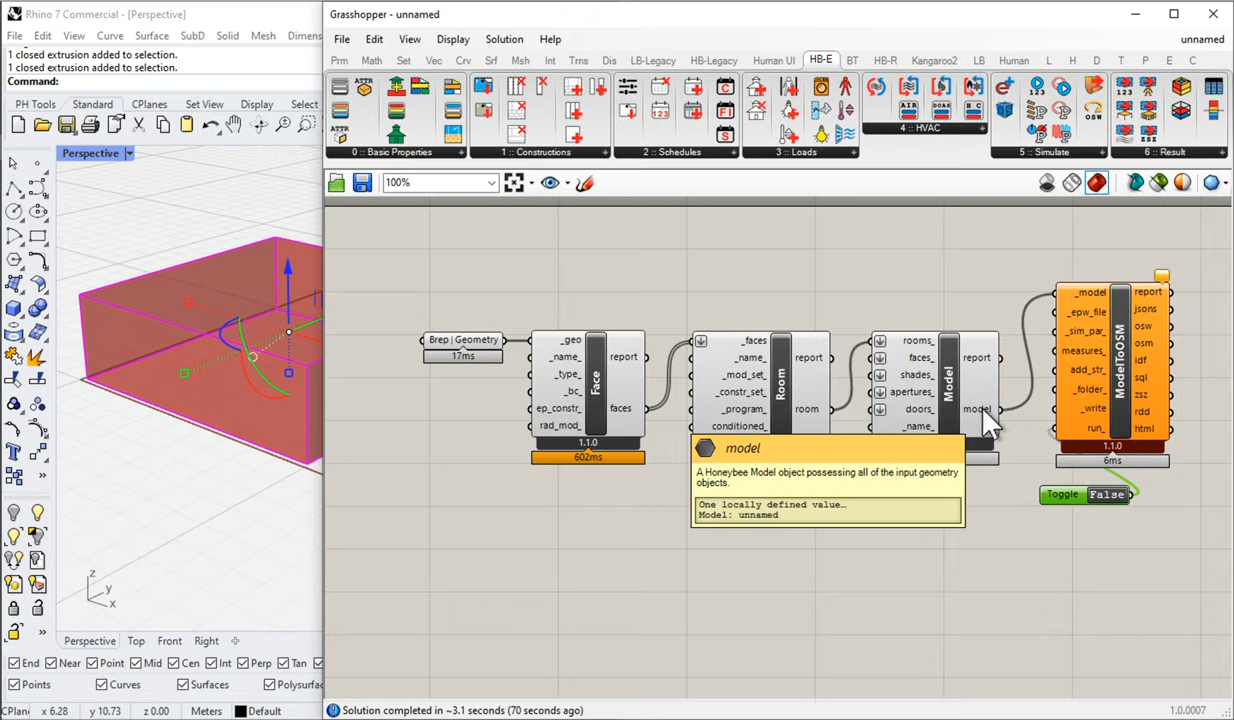 Rhino 7 Commercial - [Perspective]
File Edit View Curve Surface SubD Solid Mesh Dimens
1 closed extrusion added to selection.
1 closed extrusion added to selection.
Command:
PH Tools Standard CPlanes Set View Display Select
Perspective
z
y
x
Perspective Top Front Right
End Near Point Mid Cen Int Perp Tan
Points Curves Surfaces Polysurfac
CPlane x 6.28 y 10.73 z 0.00 Meters Default
Grasshopper - unnamed
File Edit View Display Solution Help
unnamed
Prm Math Set Vec Crv Srf Msh Int Trns Dis LB-Legacy HB-Legacy Human UI HB-E BT HB-R Kangaroo2 LB Human L H D T P E C
0 :: Basic Properties 1 :: Constructions 2 :: Schedules 3 :: Loads 4 :: HVAC 5 :: Simulate 6 :: Result
100%
Brep | Geometry
17ms
_geo
_name_
_type_
_bc_
ep_constr_
rad_mod_
Face
report
faces
1.1.0
602ms
_faces
_name_
_mod_set_
_constr_set_
_program_
conditioned_
Room
report
room
rooms_
faces_
shades_
apertures_
doors_
_name_
Model
report
model
model
A Honeybee Model object possessing all of the input geometry
objects.
One locally defined value…
Model: unnamed
_model
_epw_file
_sim_par_
measures_
add_str_
_folder_
_write
run_
ModelToOSM
report
jsons
osw
osm
idf
sql
zsz
rdd
html
1.1.0
6ms
Toggle False
Solution completed in ~3.1 seconds (70 seconds ago)
1.0.0007